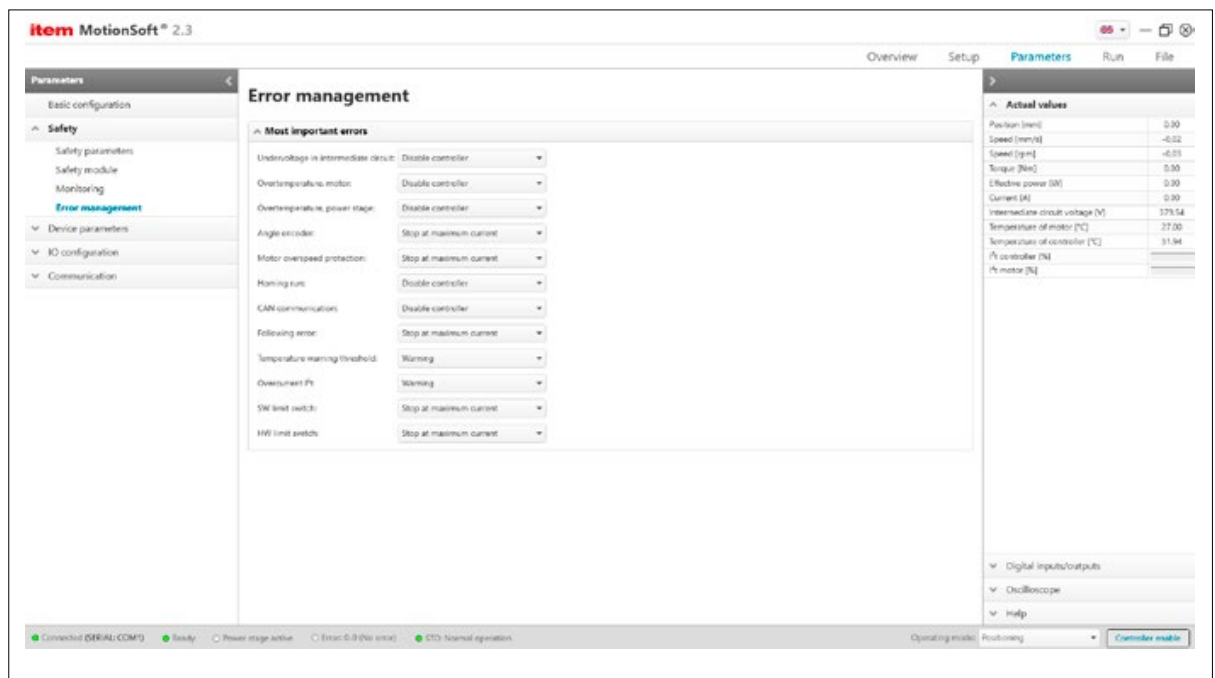 item MotionSoft® 2.3
Overview Setup Parameters Run File
Parameters
Basic configuration
Safety
Safety parameters
Safety module
Monitoring
Error management
Device parameters
IO configuration
Communication
Error management
Most important errors
Undervoltage in intermediate circuit: Disable controller
Overtemperature, motor: Disable controller
Overtemperature, power stage: Disable controller
Angle encoder: Stop at maximum current
Motor overspeed protection: Stop at maximum current
Homing run: Disable controller
CAN communication: Disable controller
Following error: Stop at maximum current
Temperature warning threshold: Warning
Overcurrent I²t: Warning
SW limit switch: Stop at maximum current
HW limit switch: Stop at maximum current
Actual values
Position [mm] 0.00
Speed [mm/s] -0.02
Speed [rpm] -0.03
Torque [Nm] 0.00
Effective power [W] 0.00
Current [A] 0.00
Intermediate circuit voltage [V]
Temperature of motor [°C] 27.00
Temperature of controller [°C] 31.94
I²t controller [%]
I²t motor [%]
Digital inputs/outputs
Oscilloscope
Help
Connected (SERIAL: COM1) Ready Power stage active Error: 0-0 (No error) STO: Normal operation Operating mode: Positioning Controller enable